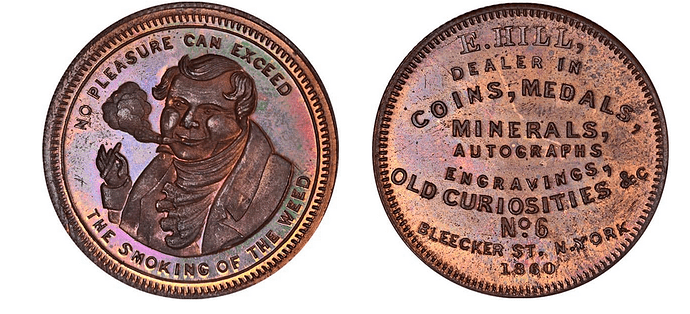 NO PLEASURE CAN EXCEED
THE SMOKING OF THE WEED
E. HILL,
DEALER IN
COINS, MEDALS,
MINERALS,
AUTOGRAPHS
ENGRAVINGS,
OLD CURIOSITIES &c
No 6
BLEECKER ST. N-YORK
1860